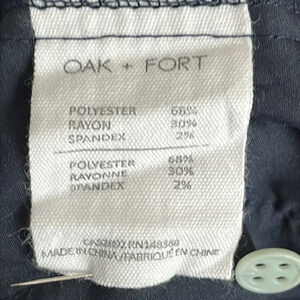 OAK + FORT
POLYESTER 68%
RAYON 30%
SPANDEX 2%
POLYESTER 68%
RAYONNE 30%
SPANDEX 2%
MADE IN CHINA/FABRIQUÉ EN CHINE